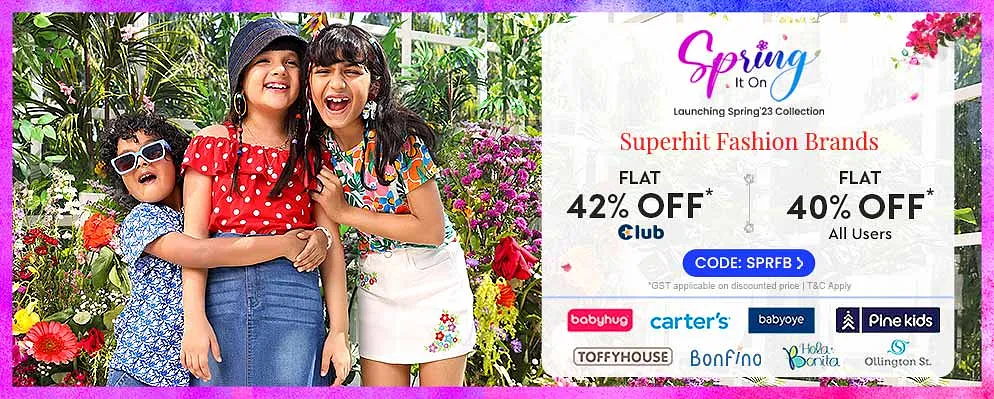 Spring
It On
Launching Spring'23 Collection
Superhit Fashion Brands
FLAT
42% OFF*
Club
FLAT
40% OFF*
All Users
CODE: SPRFB ❯
*GST applicable on discounted price | T&C Apply
babyhug
carter's
babyoye
Pine kids
TOFFYHOUSE
BONFINO
Hola Bonita
Ollington St.